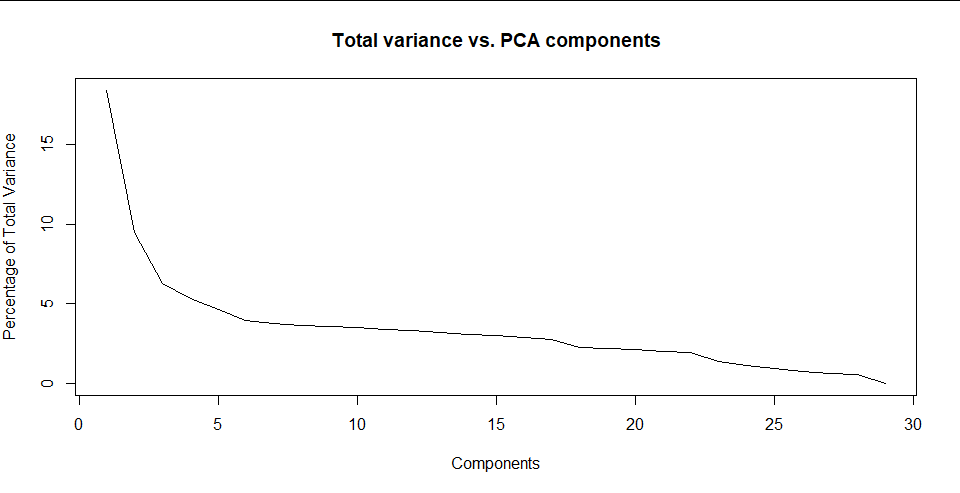 Total variance vs. PCA components
Percentage of Total Variance
15
10
5
0
0 5 10 15 20 25 30
Components